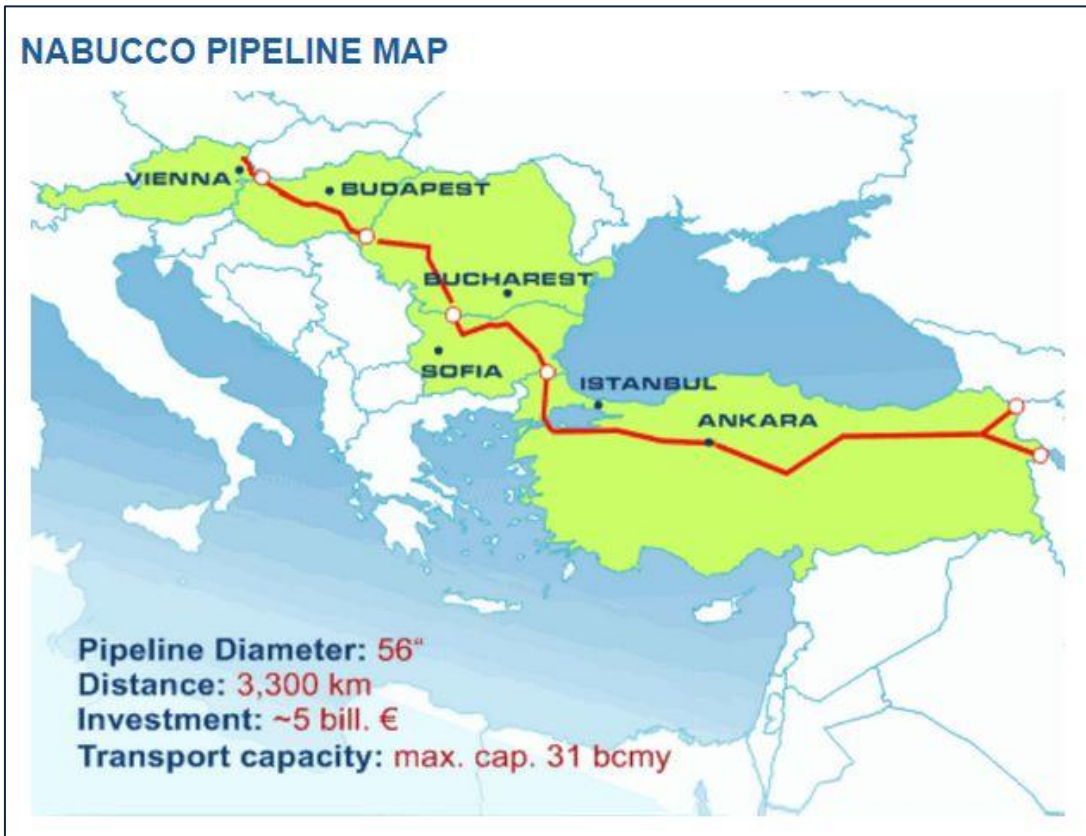 NABUCCO PIPELINE MAP
VIENNA
BUDAPEST
BUCHAREST
SOFIA
ISTANBUL
ANKARA
Pipeline Diameter: 56“
Distance: 3,300 km
Investment: ~5 bill. €
Transport capacity: max. cap. 31 bcmy